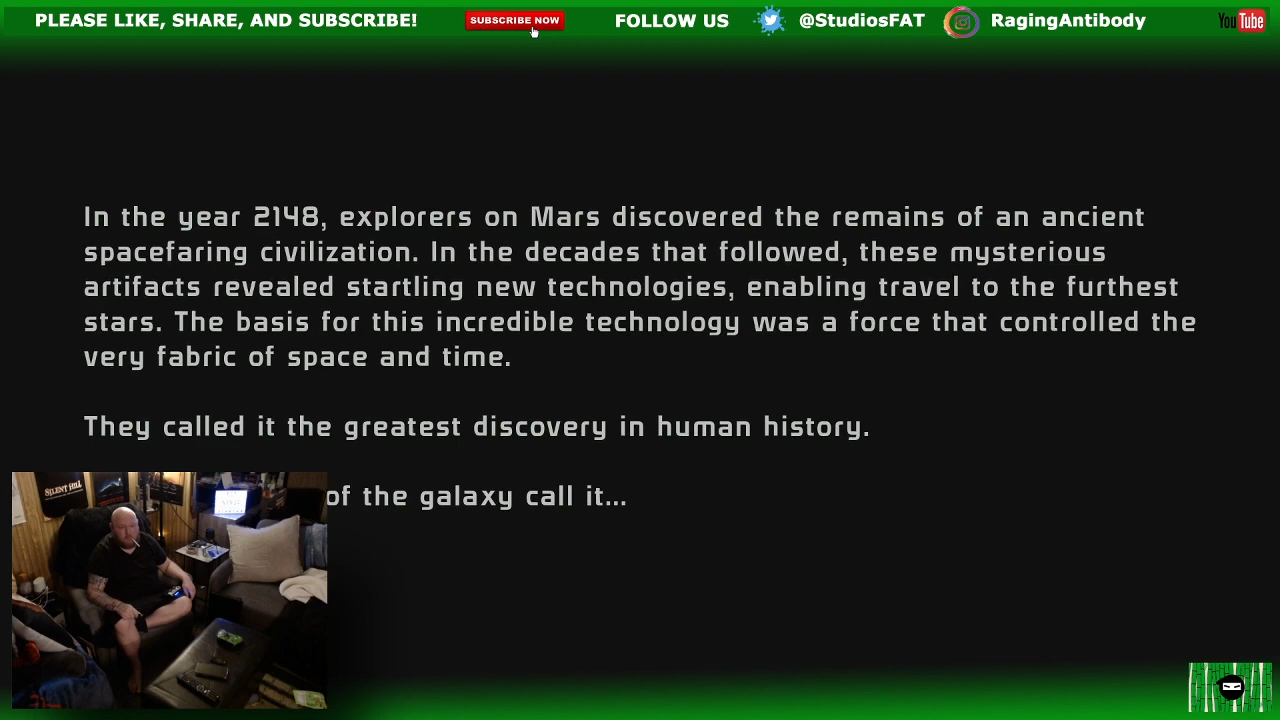 PLEASE LIKE, SHARE, AND SUBSCRIBE!
SUBSCRIBE NOW
FOLLOW US
@StudiosFAT
RagingAntibody
YouTube
In the year 2148, explorers on Mars discovered the remains of an ancient
spacefaring civilization. In the decades that followed, these mysterious
artifacts revealed startling new technologies, enabling travel to the furthest
stars. The basis for this incredible technology was a force that controlled the
very fabric of space and time.
They called it the greatest discovery in human history.
of the galaxy call it...
SILENT HILL